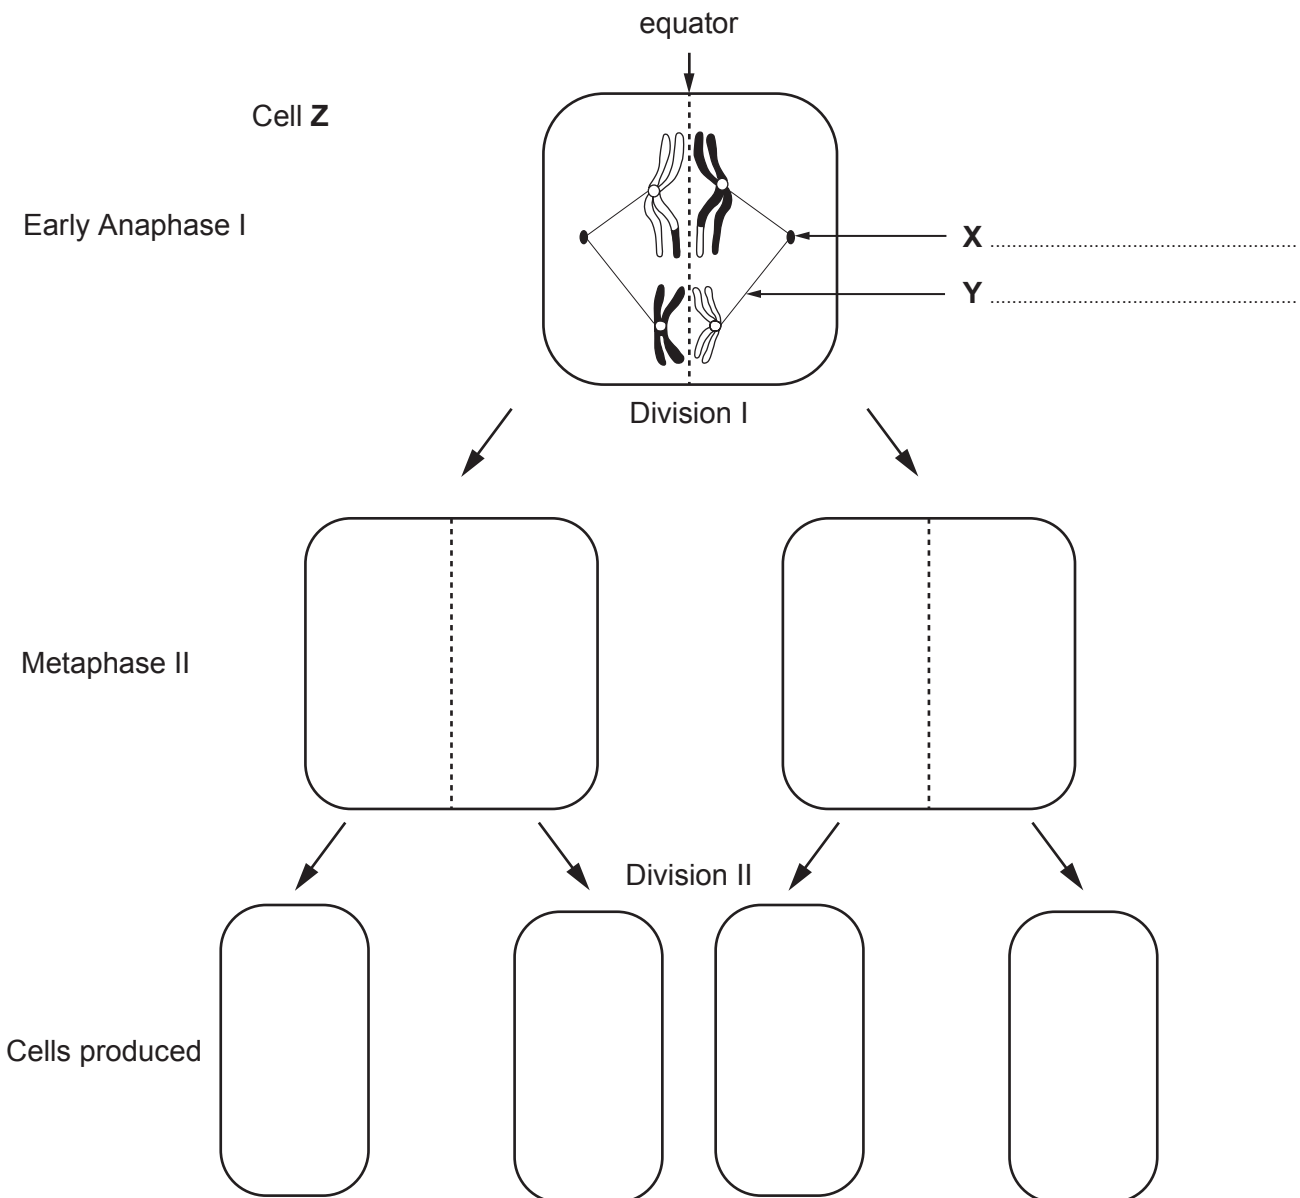 equator
Cell Z
Early Anaphase I
X ..................................................
Y ..................................................
Division I
Metaphase II
Division II
Cells produced